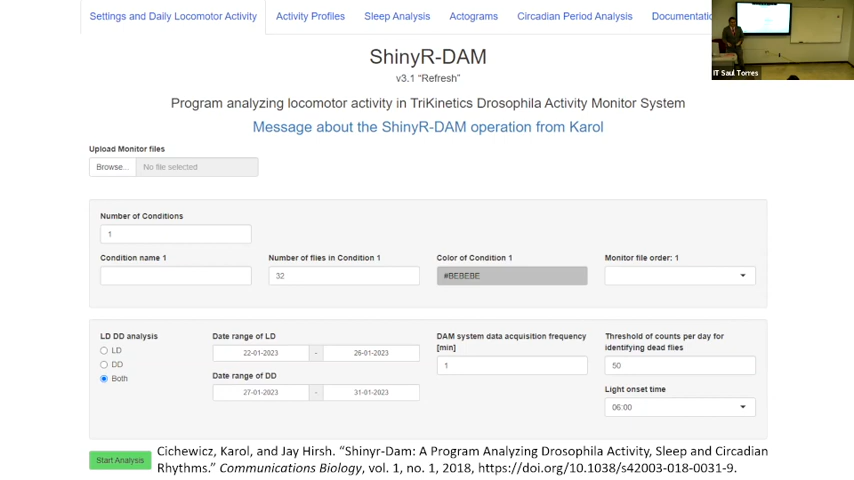 Settings and Daily Locomotor Activity Activity Profiles Sleep Analysis Actograms Circadian Period Analysis
ShinyR-DAM
v3.1 “Refresh”
IT Saul Torres
Program analyzing locomotor activity in TriKinetics Drosophila Activity Monitor System
Message about the ShinyR-DAM operation from Karol
Upload Monitor files
Browse... No file selected
Number of Conditions
1
Condition name 1 Number of flies in Condition 1 Color of Condition 1 Monitor file order: 1
32 #BEBEBE
LD DD analysis Date range of LD DAM system data acquisition frequency [min] Threshold of counts per day for identifying dead flies
LD
DD
Both
22-01-2023 - 26-01-2023
1 50
Date range of DD
27-01-2023 - 31-01-2023
Light onset time
06:00
Start Analysis
Cichewicz, Karol, and Jay Hirsh. “Shinyr-Dam: A Program Analyzing Drosophila Activity, Sleep and Circadian
Rhythms.” Communications Biology, vol. 1, no. 1, 2018, https://doi.org/10.1038/s42003-018-0031-9.